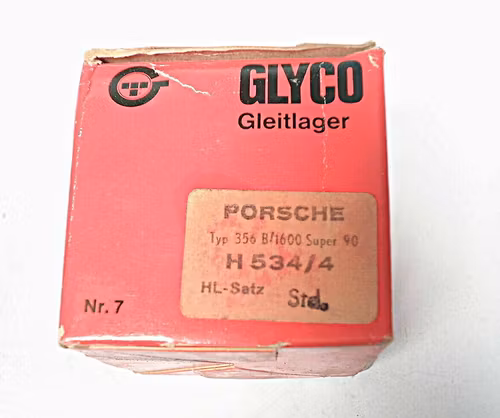 GLYCO
Gleitlager
PORSCHE
Typ 356 B/1600 Super 90
H 534/4
HL-Satz Std.
Nr. 7